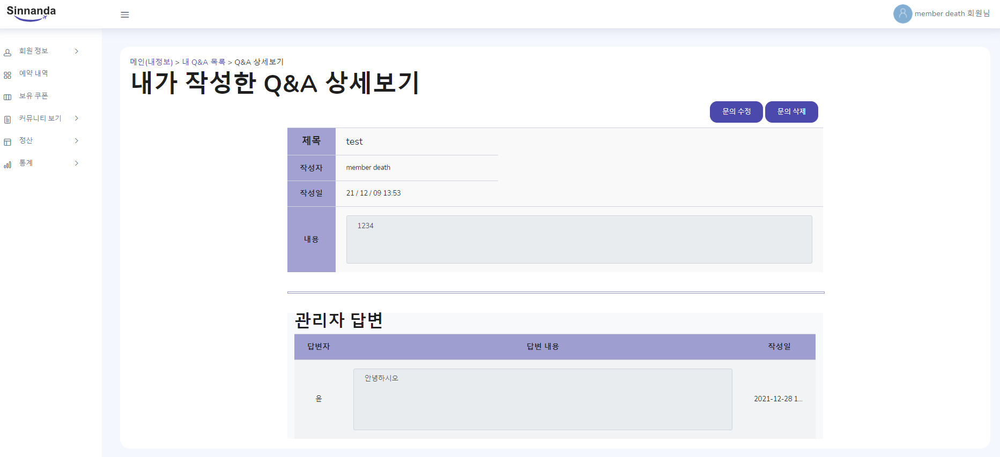 Sinnanda
member death 회원님
회원 정보
예약 내역
보유 쿠폰
커뮤니티 보기
정산
통계
메인(내정보) > 내 Q&A 목록 > Q&A 상세보기
내가 작성한 Q&A 상세보기
문의 수정 문의 삭제
제목 test
작성자 member death
작성일 21 / 12 / 09 13:53
내용 1234
관리자 답변
답변자 답변 내용 작성일
안녕하시오
윤 2021-12-28 1...